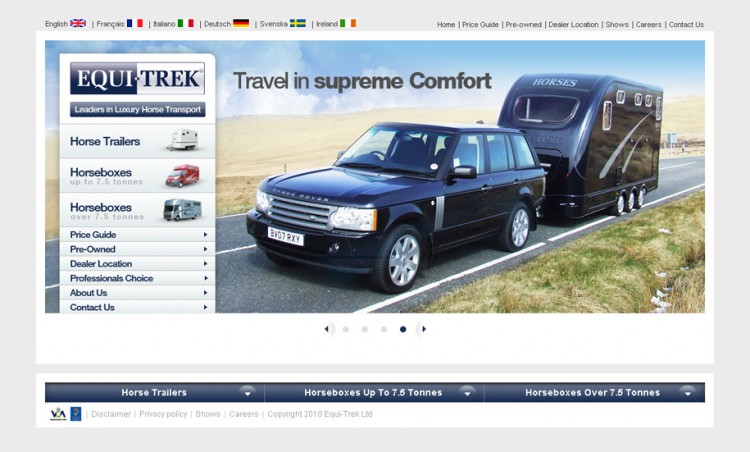 English | Français | Italiano | Deutsch | Svenska | Ireland
Home | Price Guide | Pre-owned | Dealer Location | Shows | Careers | Contact Us
EQUI-TREK
Leaders in Luxury Horse Transport
Travel in supreme Comfort
HORSES
RANGE ROVER
BV07 RXY
Horse Trailers
Horseboxes
up to 7.5 tonnes
Horseboxes
over 7.5 tonnes
Price Guide
Pre-Owned
Dealer Location
Professionals Choice
About Us
Contact Us
Horse Trailers
Horseboxes Up To 7.5 Tonnes
Horseboxes Over 7.5 Tonnes
| Disclaimer | Privacy policy | Shows | Careers | Copyright 2010 Equi-Trek Ltd